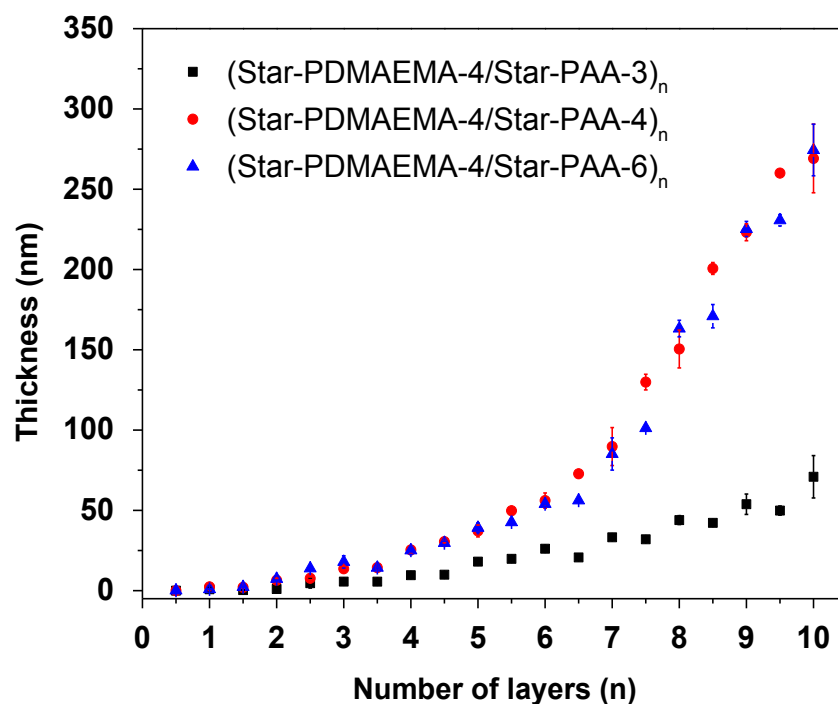 350
300
250
200
150
100
50
0
Thickness (nm)
(Star-PDMAEMA-4/Star-PAA-3)n
(Star-PDMAEMA-4/Star-PAA-4)n
(Star-PDMAEMA-4/Star-PAA-6)n
0 1 2 3 4 5 6 7 8 9 10
Number of layers (n)